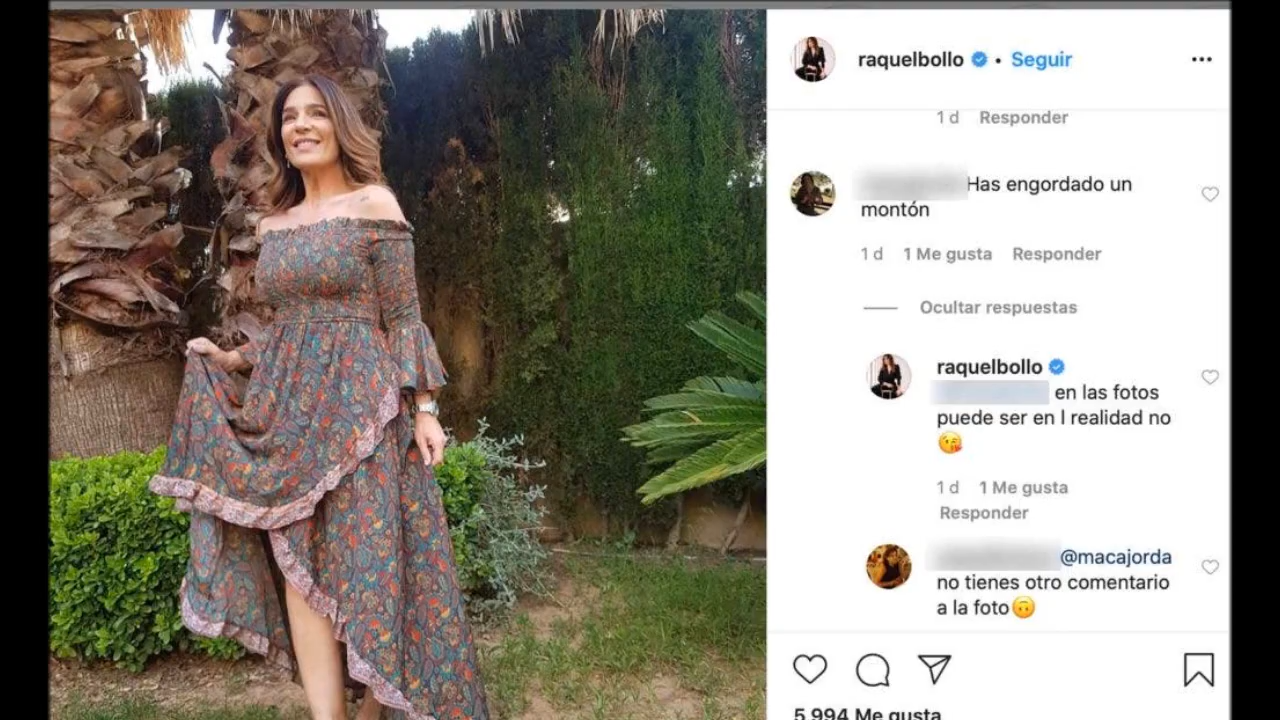 raquelbollo • Seguir
1 d Responder
Has engordado un
montón
1 d 1 Me gusta Responder
Ocultar respuestas
raquelbollo
en las fotos
puede ser en l realidad no
😘
1 d 1 Me gusta
Responder
@macajorda
no tienes otro comentario
a la foto🙃
5.994 Me gusta